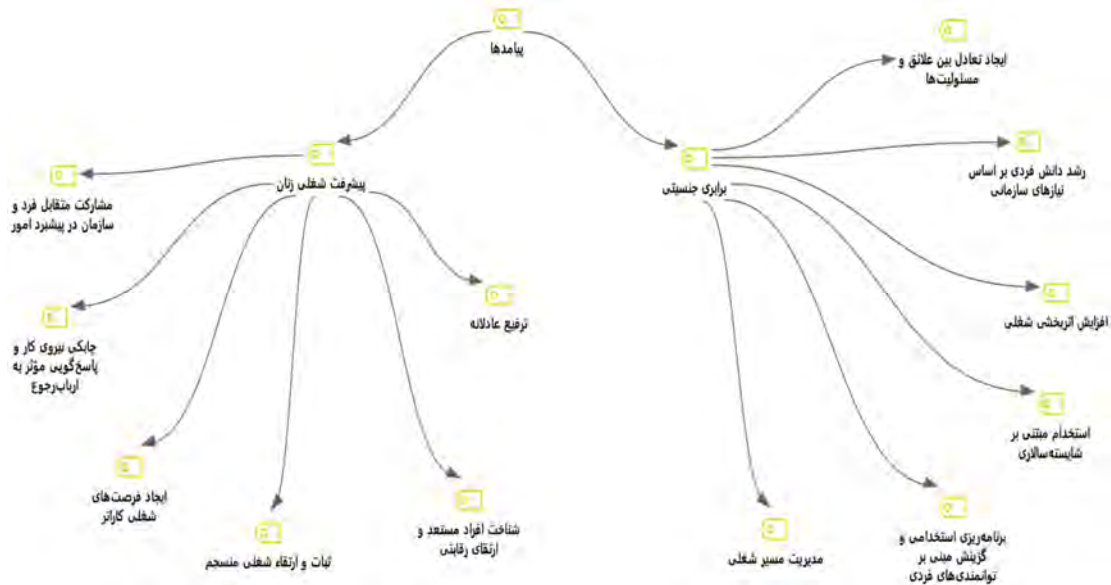 پیامدها
ایجاد تعادل بین علائق و
مسئولیت‌ها
رشد دانش فردی بر اساس
نیازهای سازمانی
برابری جنسیتی
پیشرفت شغلی زنان
مشارکت متقابل فرد و
سازمان در پیشبرد امور
افزایش اثربخشی شغلی
ترفیع عادلانه
چابکی نیروی کار و
پاسخ‌گویی مؤثر به
ارباب‌رجوع
استخدام مبتنی بر
شایسته‌سالاری
ایجاد فرصت‌های
شغلی کاراتر
شناخت افراد مستعد و
ارتقای رقابتی
ثبات و ارتقاء شغلی منسجم
مدیریت مسیر شغلی
برنامه‌ریزی استخدامی و
گزینش مبنی بر
توانمندی‌های فردی